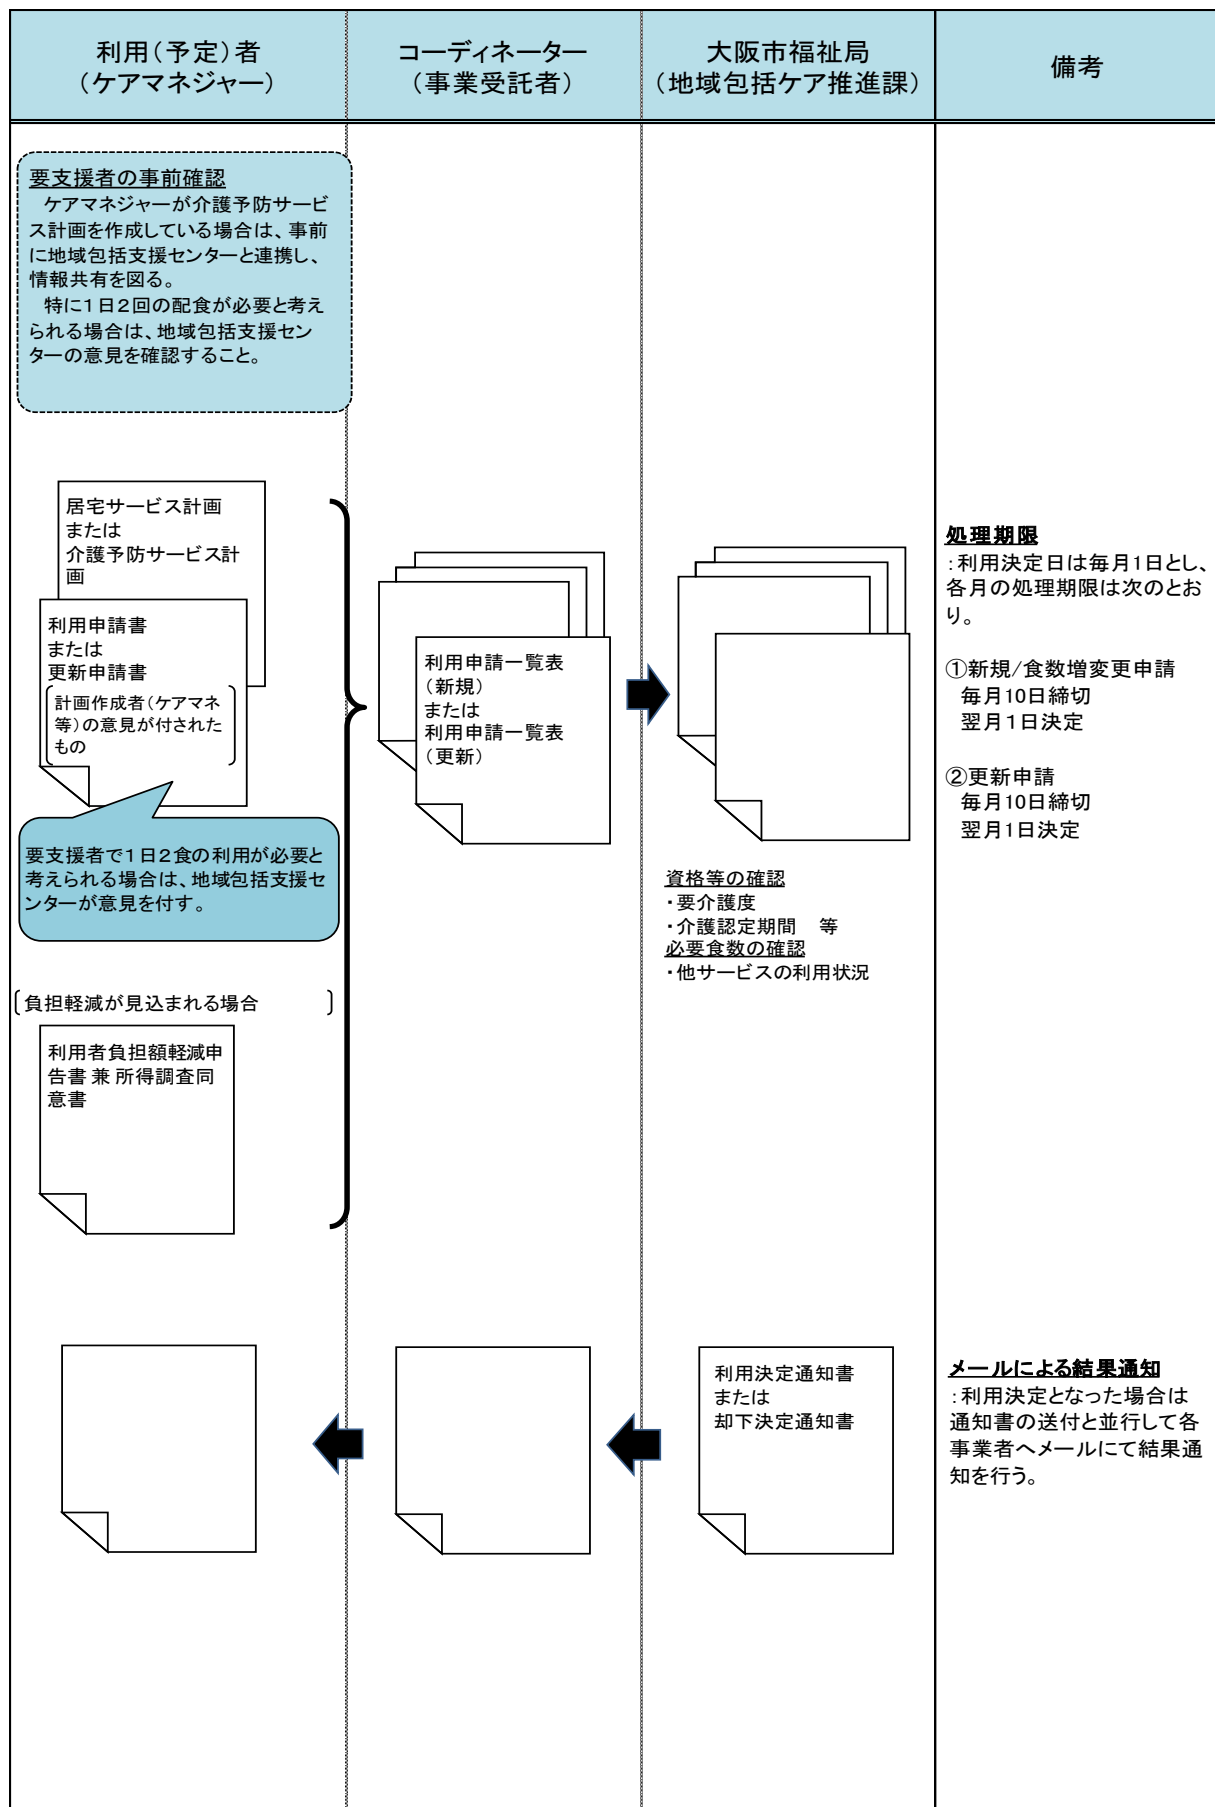 利用(予定)者
（ケアマネジャー）
コーディネーター
（事業受託者）
大阪市福祉局
（地域包括ケア推進課）
備考
要支援者の事前確認
　ケアマネジャーが介護予防サービ
ス計画を作成している場合は、事前
に地域包括支援センターと連携し、
情報共有を図る。
　特に１日２回の配食が必要と考え
られる場合は、地域包括支援セン
ターの意見を確認すること。
居宅サービス計画
または
介護予防サービス計
画
利用申請書
または
更新申請書
計画作成者（ケアマネ
等）の意見が付された
もの
要支援者で１日２食の利用が必要と
考えられる場合は、地域包括支援セ
ンターが意見を付す。
〔負担軽減が見込まれる場合　　　〕
利用者負担額軽減申
告書 兼 所得調査同
意書
利用申請一覧表
（新規）
または
利用申請一覧表
（更新）
資格等の確認
・要介護度
・介護認定期間　等
必要食数の確認
・他サービスの利用状況
処理期限
：利用決定日は毎月1日とし、
各月の処理期限は次のとお
り。
①新規/食数増変更申請
毎月10日締切
翌月１日決定
②更新申請
毎月10日締切
翌月1日決定
利用決定通知書
または
却下決定通知書
メールによる結果通知
：利用決定となった場合は
通知書の送付と並行して各
事業者へメールにて結果通
知を行う。